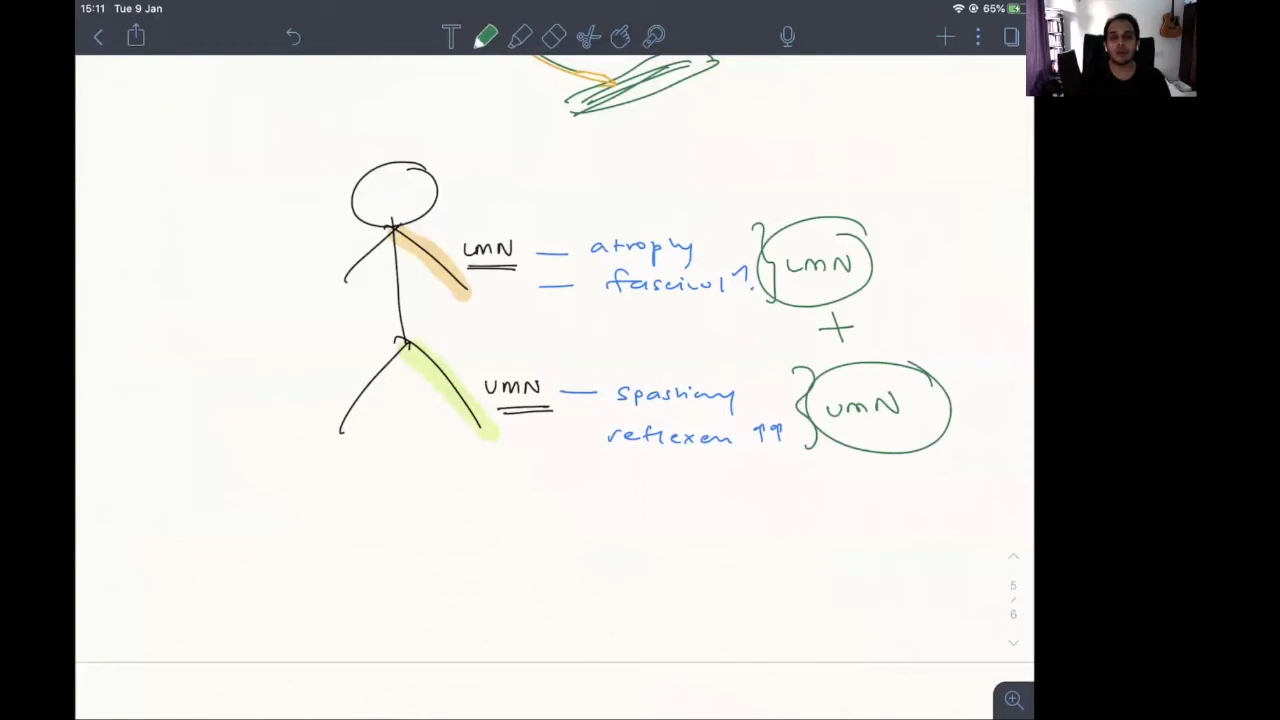 15:11 Tue 9 Jan
65%
T
LMN — atrophy
— fascicul^n.
LMN
+
UMN — spasticity
reflexes ↑↑
UMN
5
/
6